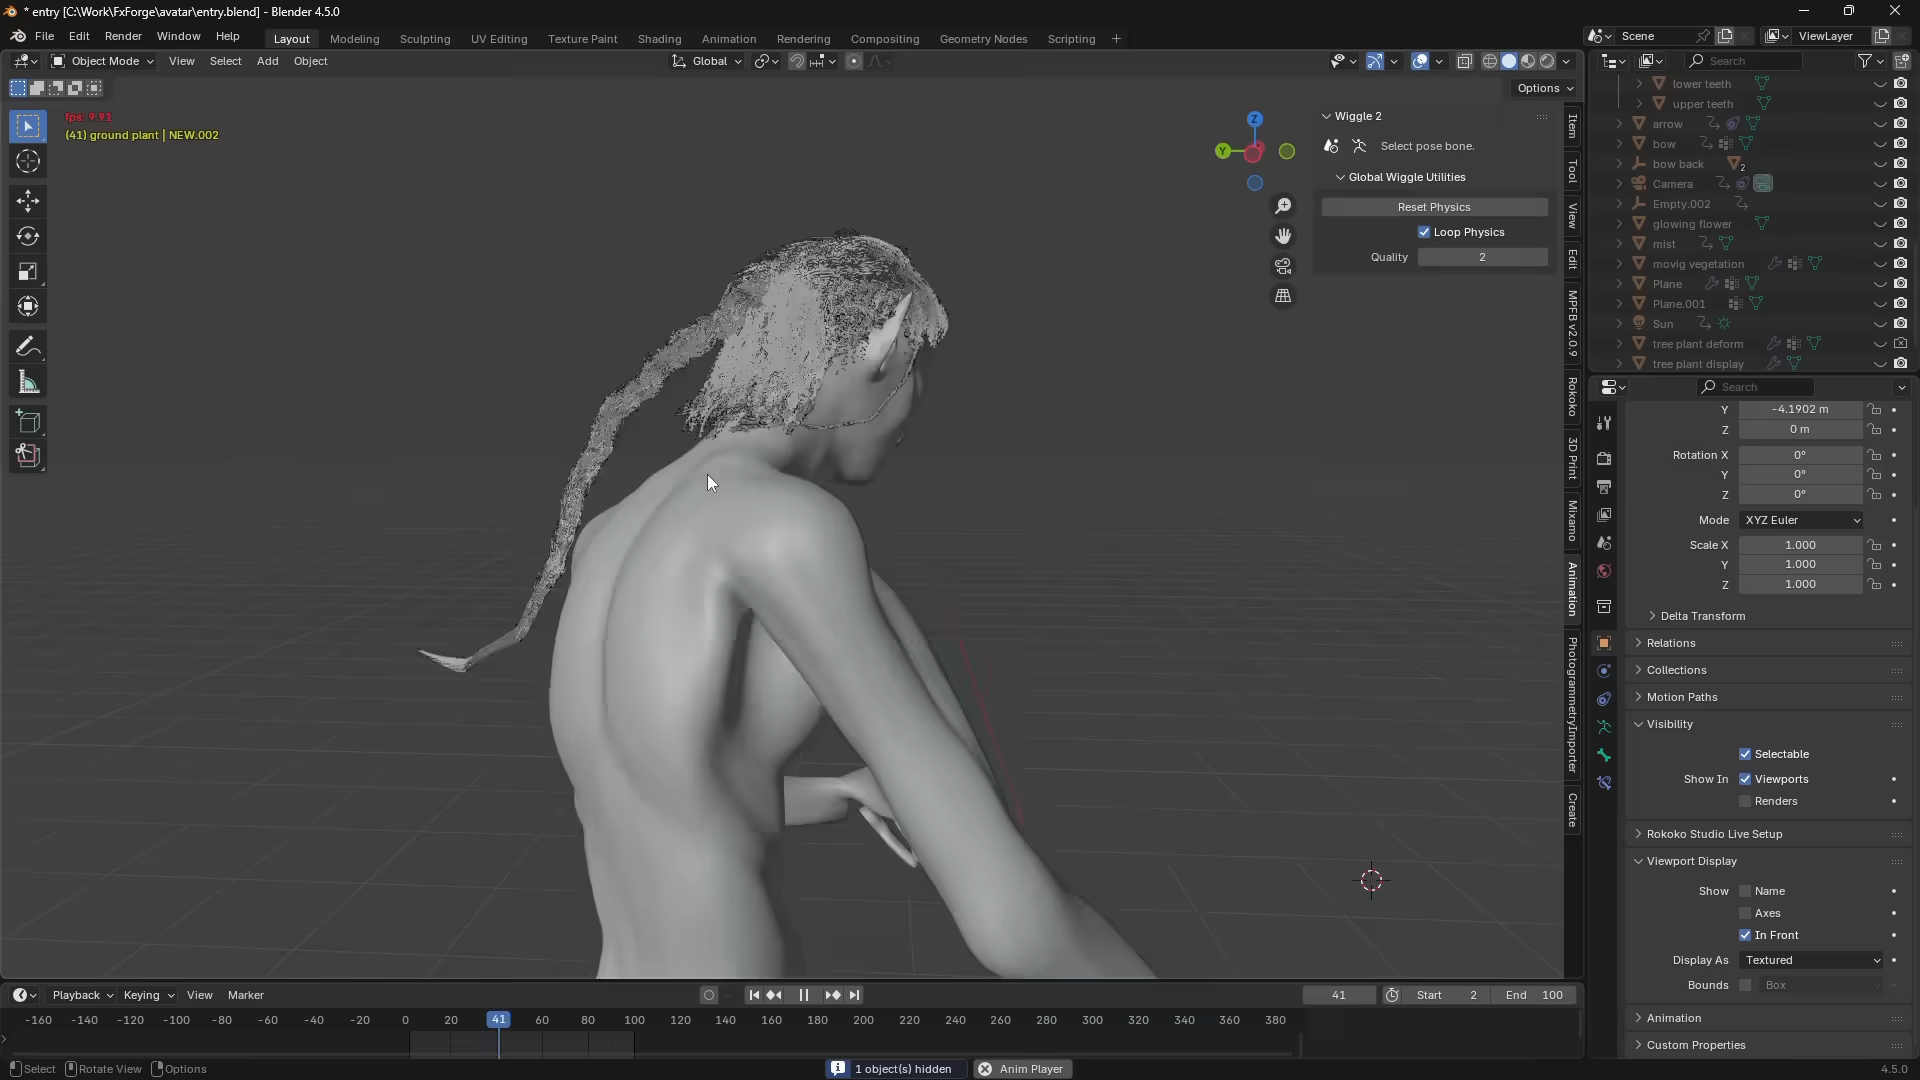 * entry [C:\Work\FxForge\avatar\entry.blend] - Blender 4.5.0
File Edit Render Window Help
Layout Modeling Sculpting UV Editing Texture Paint Shading Animation Rendering Compositing Geometry Nodes Scripting +
Scene
ViewLayer
Object Mode
View Select Add Object
Global
Search
Options
fps: 9.91
(41) ground plant | NEW.002
Z
Y
Wiggle 2
Select pose bone.
Global Wiggle Utilities
Reset Physics
Loop Physics
Quality 2
Item
Tool
View
Edit
MPFB v2.0.9
Rokoko
3D Print
Mixamo
Animation
PhotogrammetryImporter
Create
lower teeth
upper teeth
arrow
bow
bow back 2
Camera
Empty.002
glowing flower
mist
movig vegetation
Plane
Plane.001
Sun
tree plant deform
tree plant display
Search
Y -4.1902 m
Z 0 m
Rotation X 0°
Y 0°
Z 0°
Mode XYZ Euler
Scale X 1.000
Y 1.000
Z 1.000
Delta Transform
Relations
Collections
Motion Paths
Visibility
Selectable
Show In Viewports
Renders
Rokoko Studio Live Setup
Viewport Display
Show Name
Axes
In Front
Display As Textured
Bounds Box
Animation
Custom Properties
Playback Keying View Marker
41
Start 2
End 100
-160 -140 -120 -100 -80 -60 -40 -20 0 20 41 60 80 100 120 140 160 180 200 220 240 260 280 300 320 340 360 380
Select Rotate View Options
1 object(s) hidden
Anim Player
4.5.0